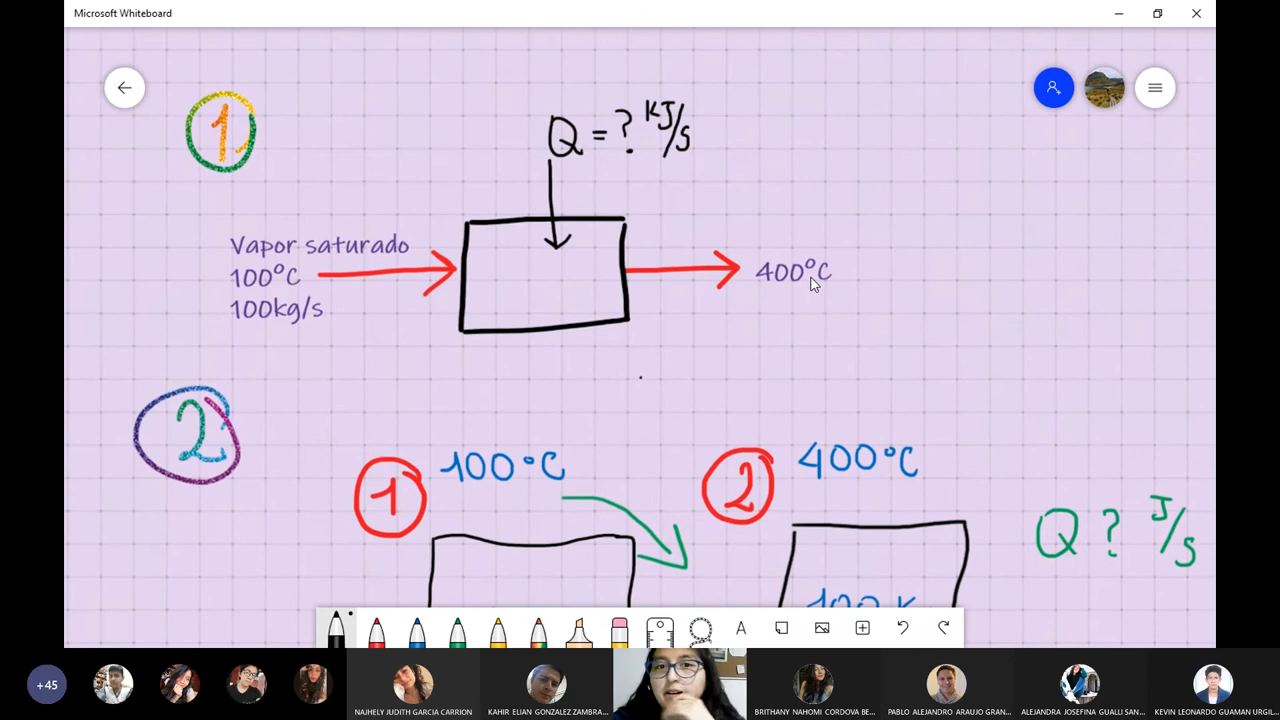 Microsoft Whiteboard
1
Q = ? KJ/s
Vapor saturado
100°C
100kg/s
400°C
2
1
100°C
2
400°C
Q ? J/s
A
+45
NAJHELY JUDITH GARCIA CARRION
KAHIR ELIAN GONZALEZ ZAMBRA...
BRITHANY NAHOMI CORDOVA BE...
PABLO ALEJANDRO ARAUJO GRAN...
ALEJANDRA JOSEFINA GUALLI SAN...
KEVIN LEONARDO GUAMAN URGIL...